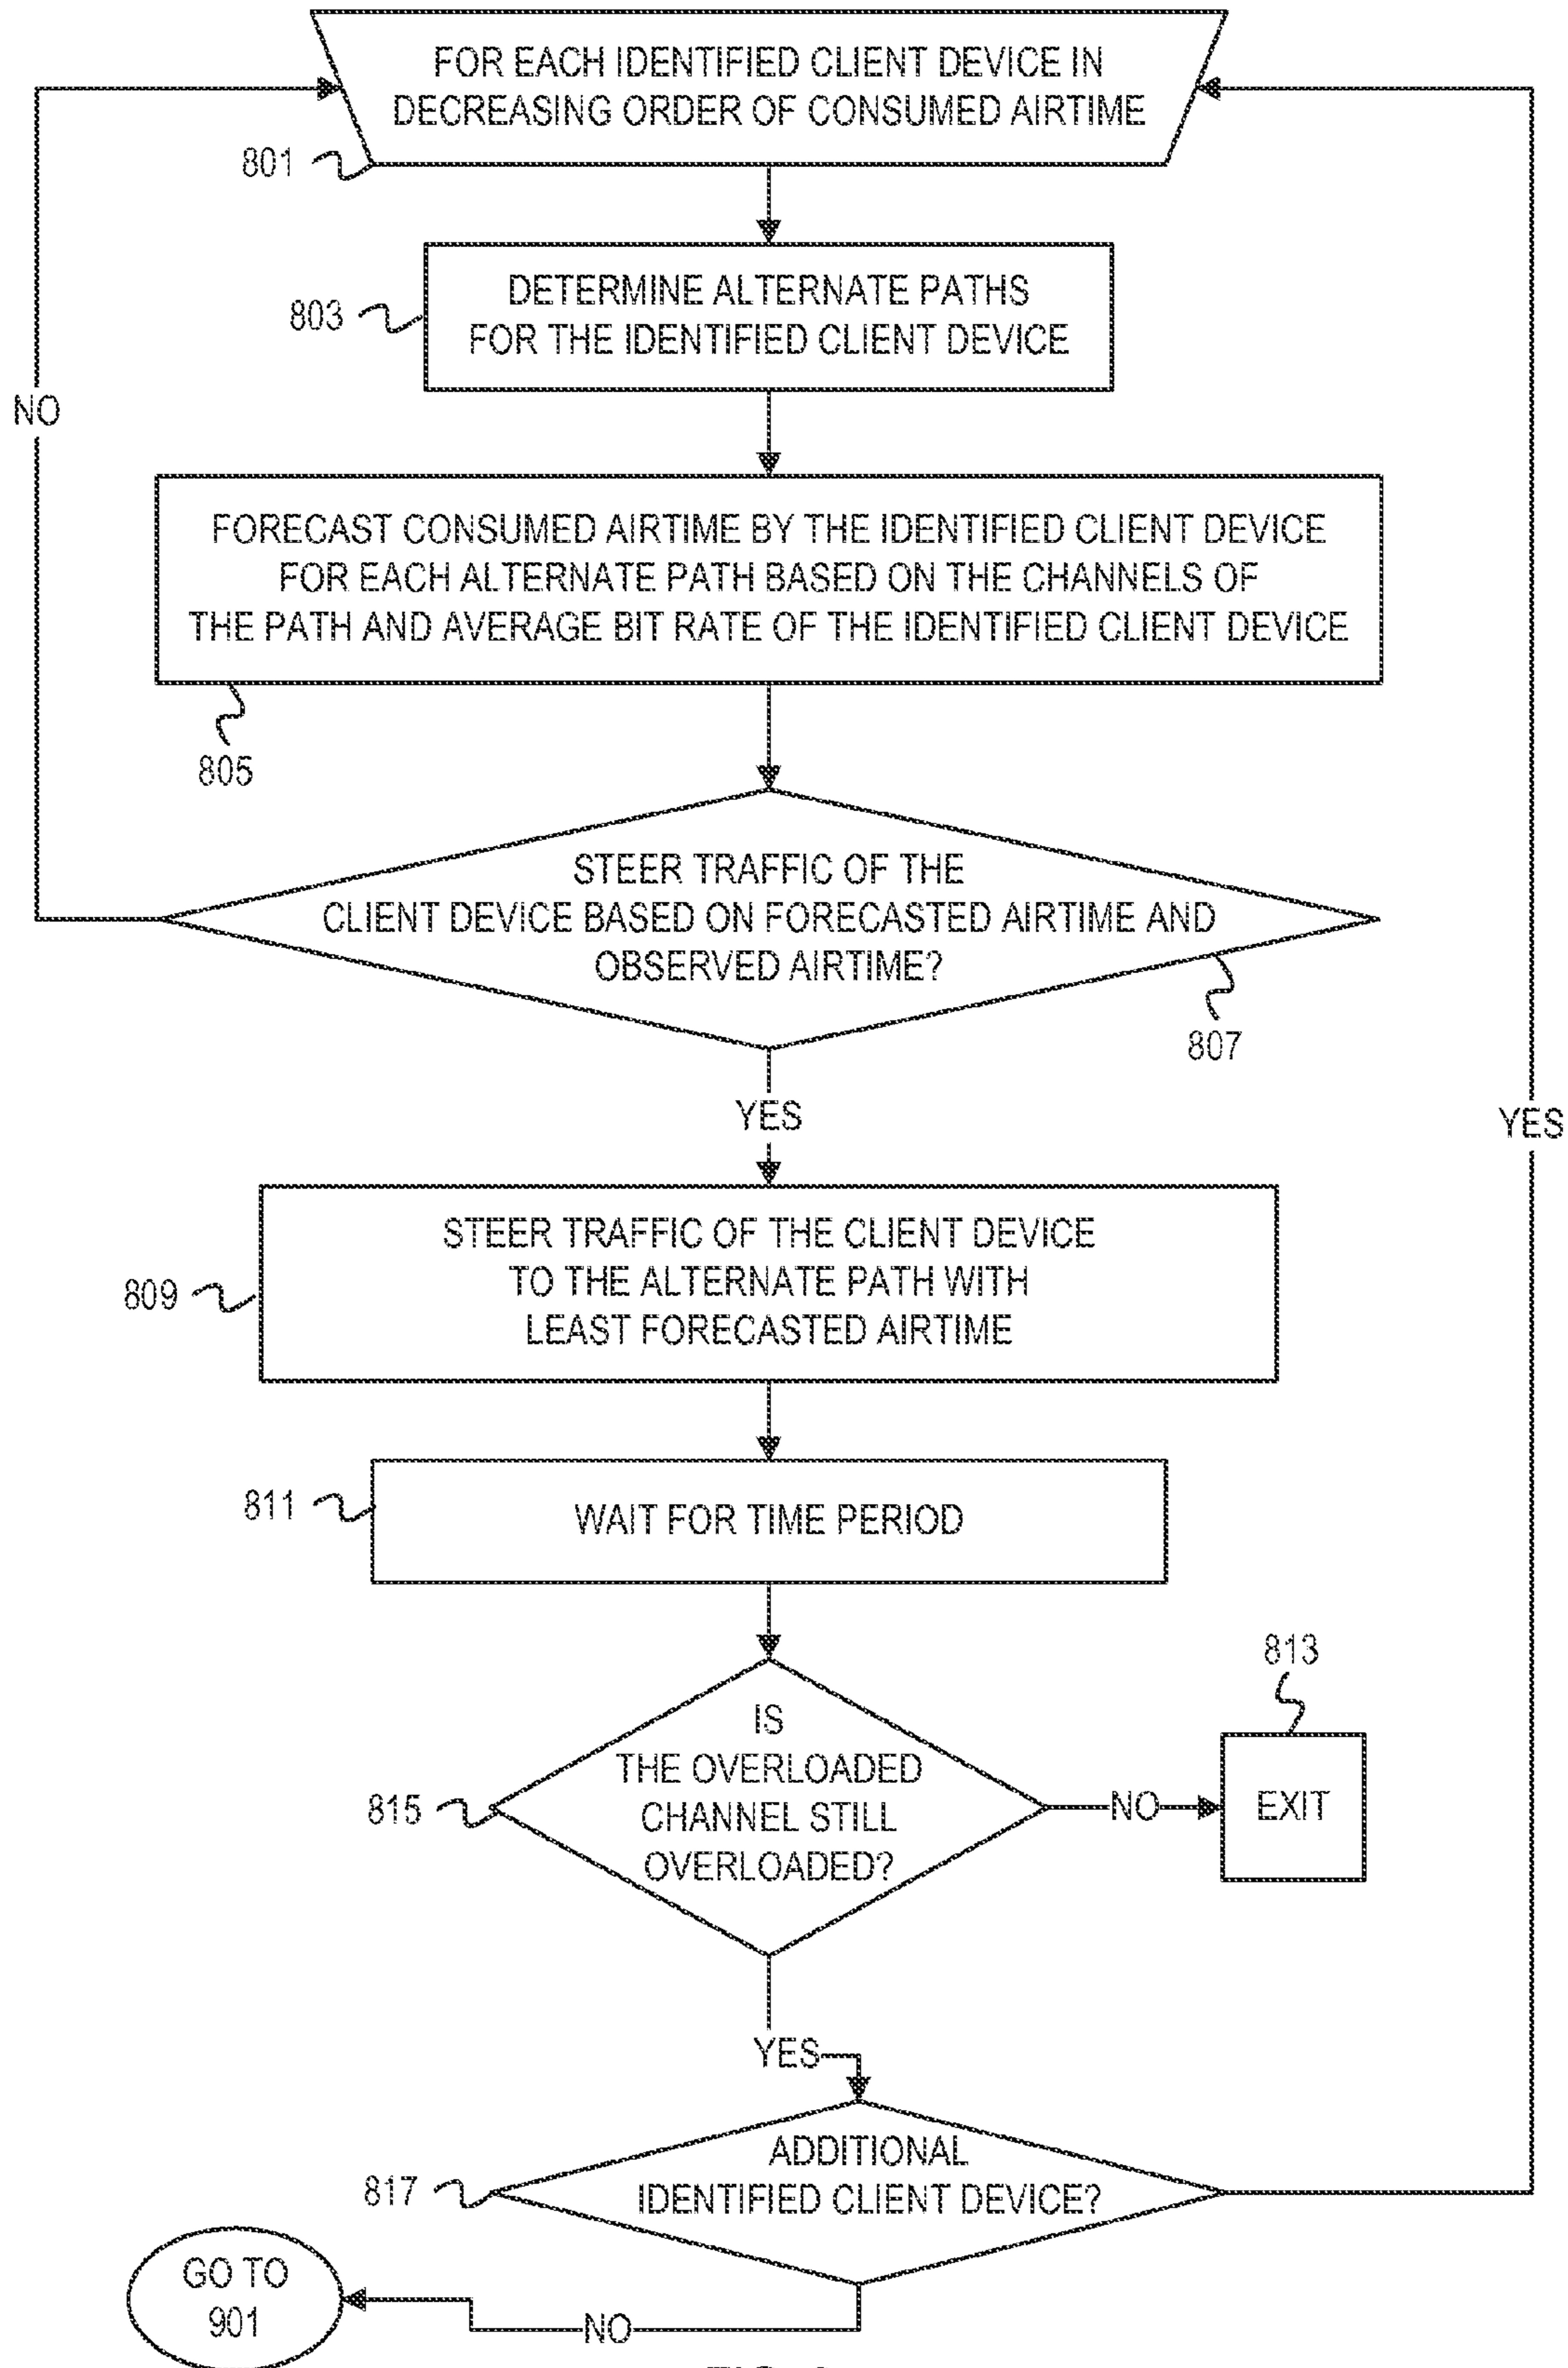 FOR EACH IDENTIFIED CLIENT DEVICE IN
DECREASING ORDER OF CONSUMED AIRTIME
801
DETERMINE ALTERNATE PATHS
FOR THE IDENTIFIED CLIENT DEVICE
803
NO
FORECAST CONSUMED AIRTIME BY THE IDENTIFIED CLIENT DEVICE
FOR EACH ALTERNATE PATH BASED ON THE CHANNELS OF
THE PATH AND AVERAGE BIT RATE OF THE IDENTIFIED CLIENT DEVICE
805
STEER TRAFFIC OF THE
CLIENT DEVICE BASED ON FORECASTED AIRTIME AND
OBSERVED AIRTIME?
807
YES
YES
STEER TRAFFIC OF THE CLIENT DEVICE
TO THE ALTERNATE PATH WITH
LEAST FORECASTED AIRTIME
809
811
WAIT FOR TIME PERIOD
813
IS
THE OVERLOADED
CHANNEL STILL
OVERLOADED?
815
NO
EXIT
YES
ADDITIONAL
IDENTIFIED CLIENT DEVICE?
817
GO TO
901
NO